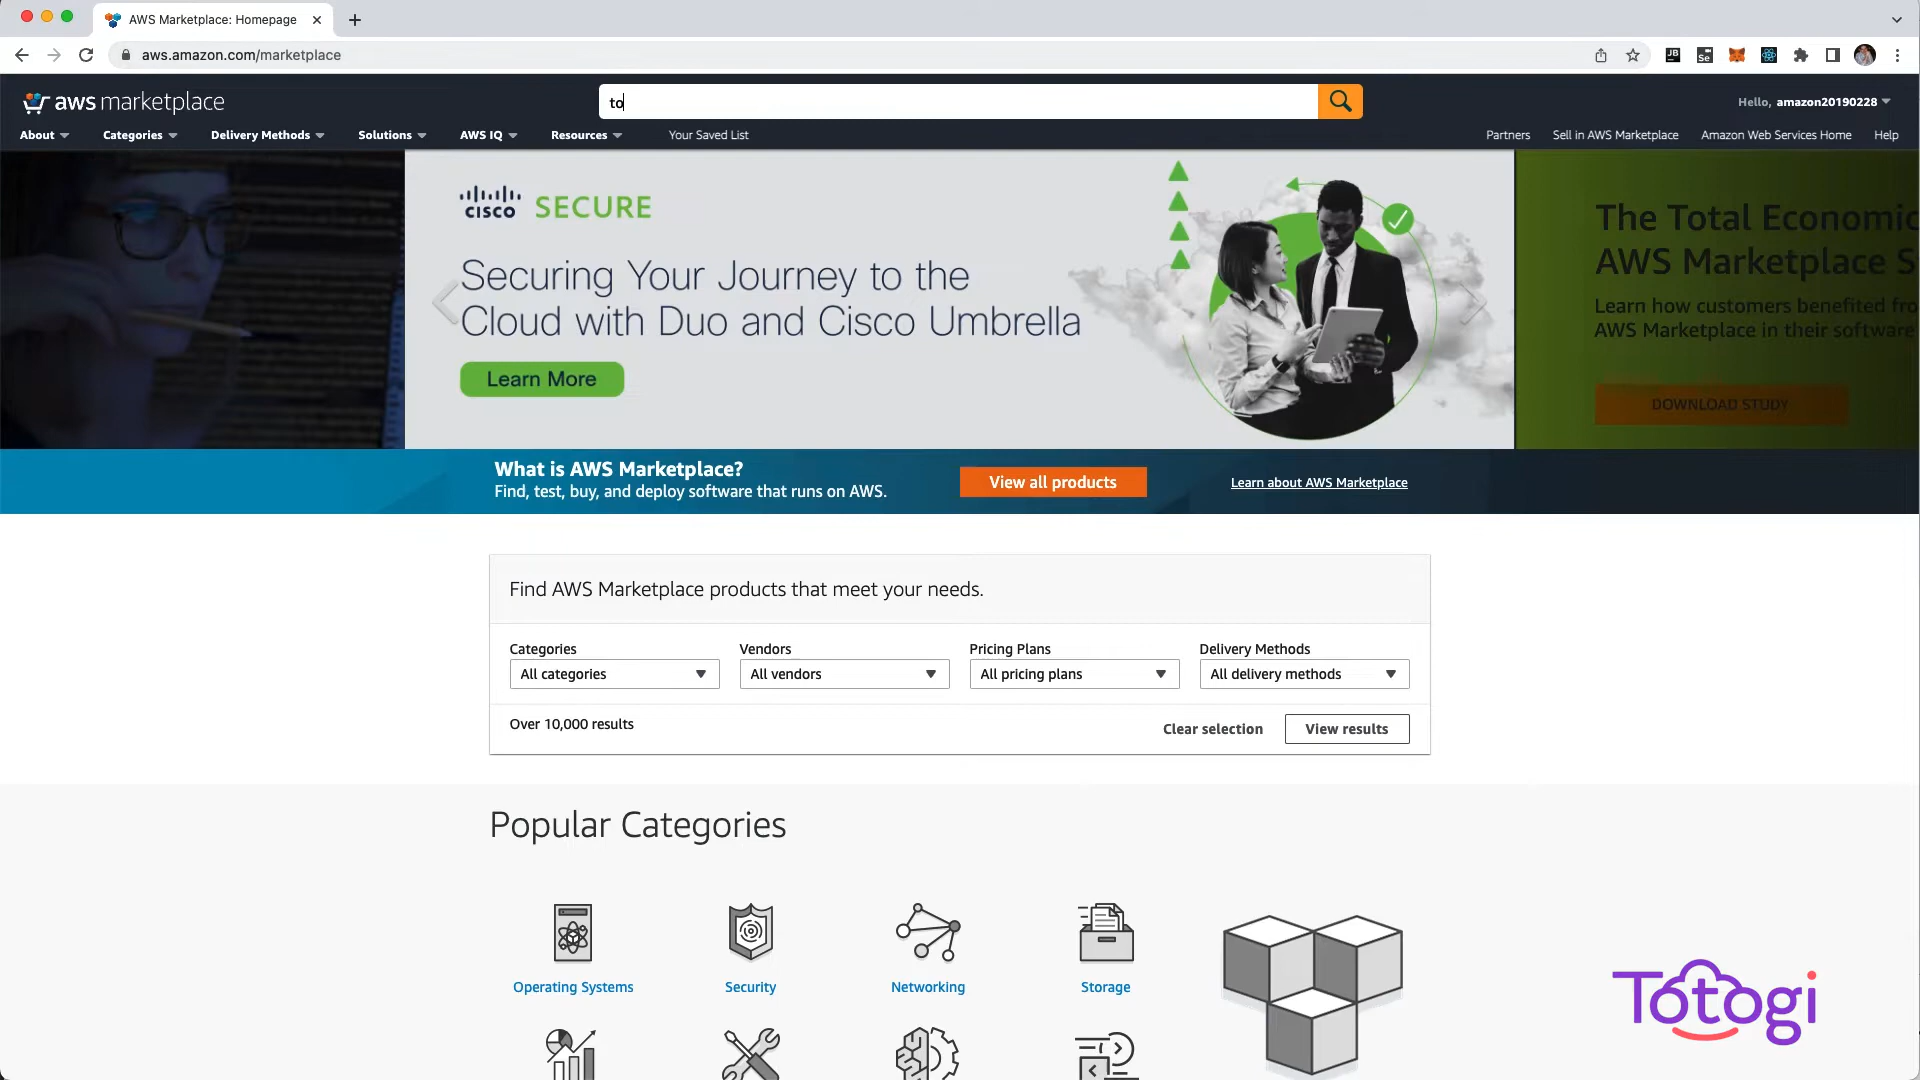 AWS Marketplace: Homepage
aws.amazon.com/marketplace
JB
Se
aws marketplace
to
Hello, amazon20190228
About
Categories
Delivery Methods
Solutions
AWS IQ
Resources
Your Saved List
Partners
Sell in AWS Marketplace
Amazon Web Services Home
Help
CISCO SECURE
Securing Your Journey to the
Cloud with Duo and Cisco Umbrella
Learn More
The Total Economic
AWS Marketplace S
Learn how customers benefited fro
AWS Marketplace in their software
DOWNLOAD STUDY
What is AWS Marketplace?
Find, test, buy, and deploy software that runs on AWS.
View all products
Learn about AWS Marketplace
Find AWS Marketplace products that meet your needs.
Categories
Vendors
Pricing Plans
Delivery Methods
All categories
All vendors
All pricing plans
All delivery methods
Over 10,000 results
Clear selection
View results
Popular Categories
Operating Systems
Security
Networking
Storage
Totogi